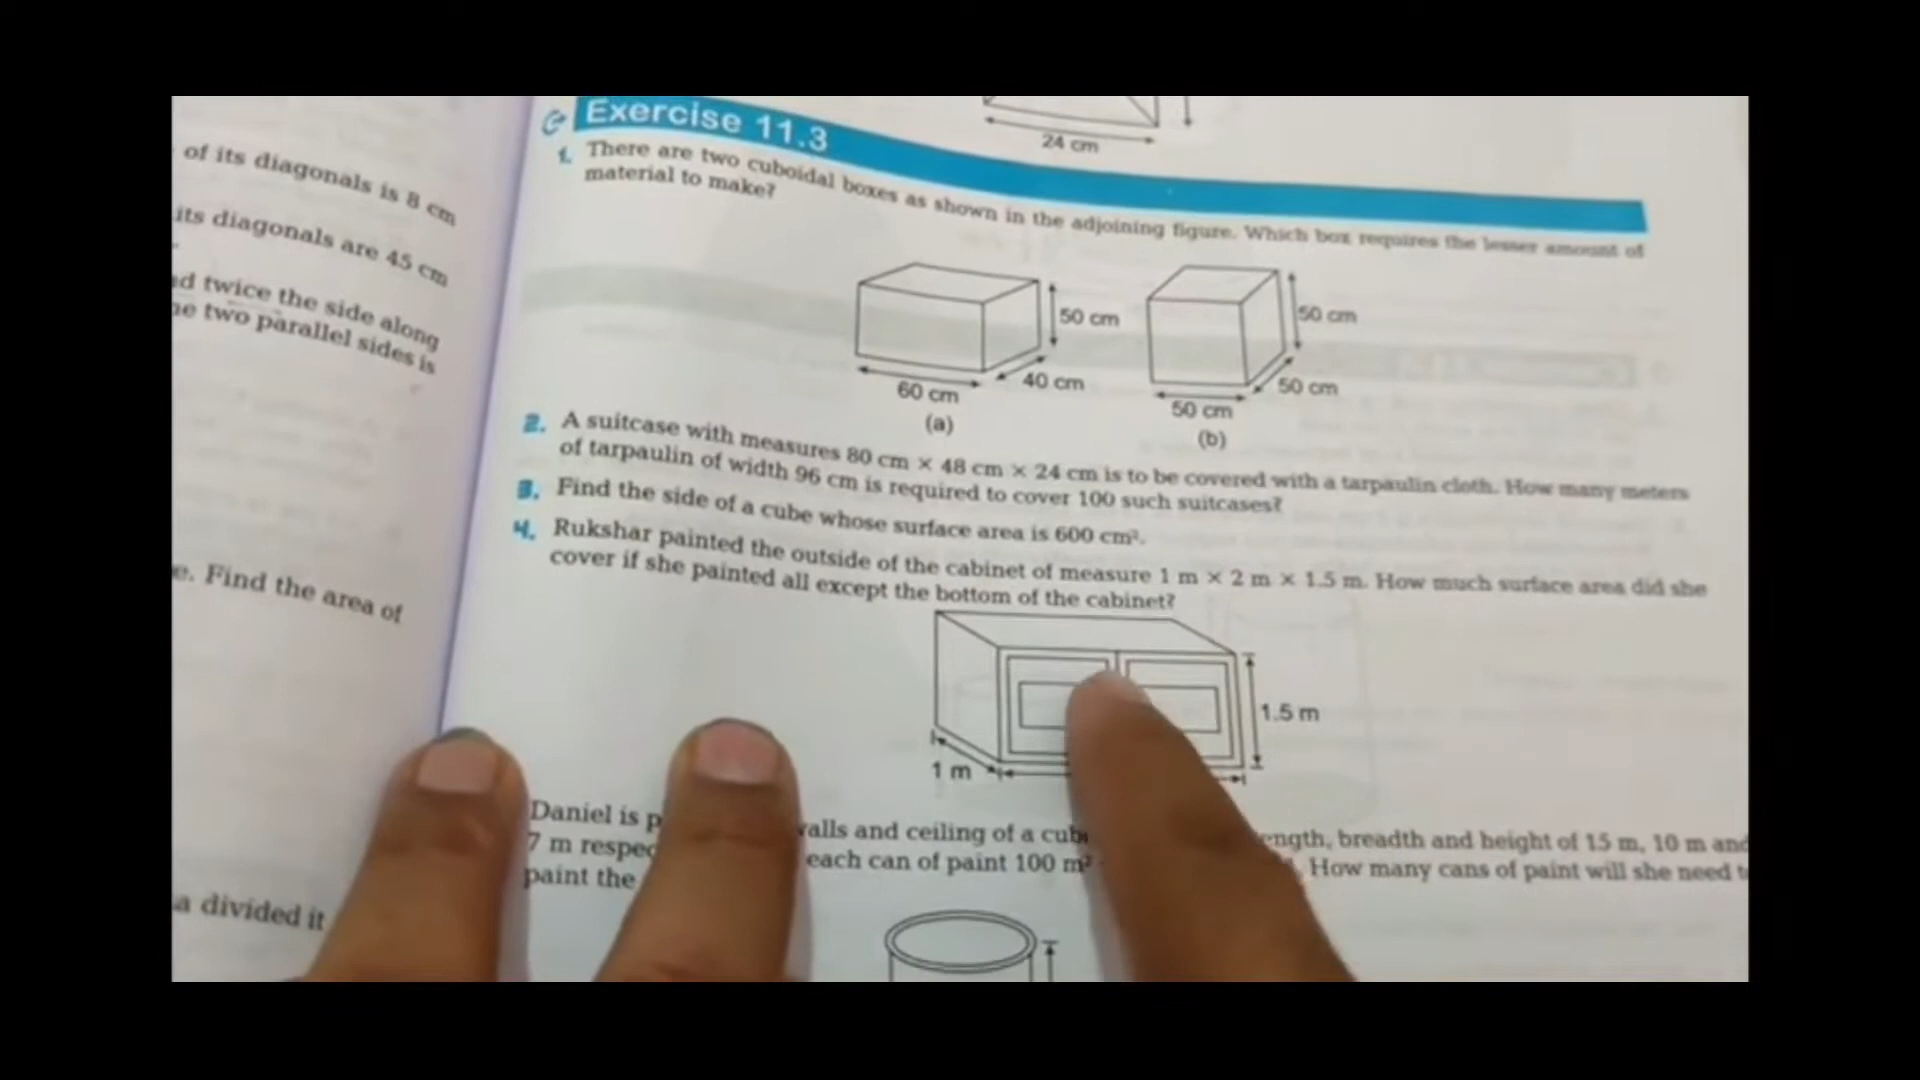 of its diagonals is 8 cm
its diagonals are 45 cm
twice the side along
two parallel sides is
Find the area of
a divided it
24 cm
Exercise 11.3
1. There are two cuboidal boxes as shown in the adjoining figure. Which box requires the lesser amount of
material to make?
50 cm
40 cm
60 cm
(a)
50 cm
50 cm
50 cm
(b)
2. A suitcase with measures 80 cm × 48 cm × 24 cm is to be covered with a tarpaulin cloth. How many meters
of tarpaulin of width 96 cm is required to cover 100 such suitcases?
3. Find the side of a cube whose surface area is 600 cm².
4. Rukshar painted the outside of the cabinet of measure 1 m × 2 m × 1.5 m. How much surface area did she
cover if she painted all except the bottom of the cabinet?
1.5 m
1 m
Daniel is and ceiling of a breadth and height of 15 m, 10 m and
7 m each can of paint 100 m² How many cans of paint will she need
paint the